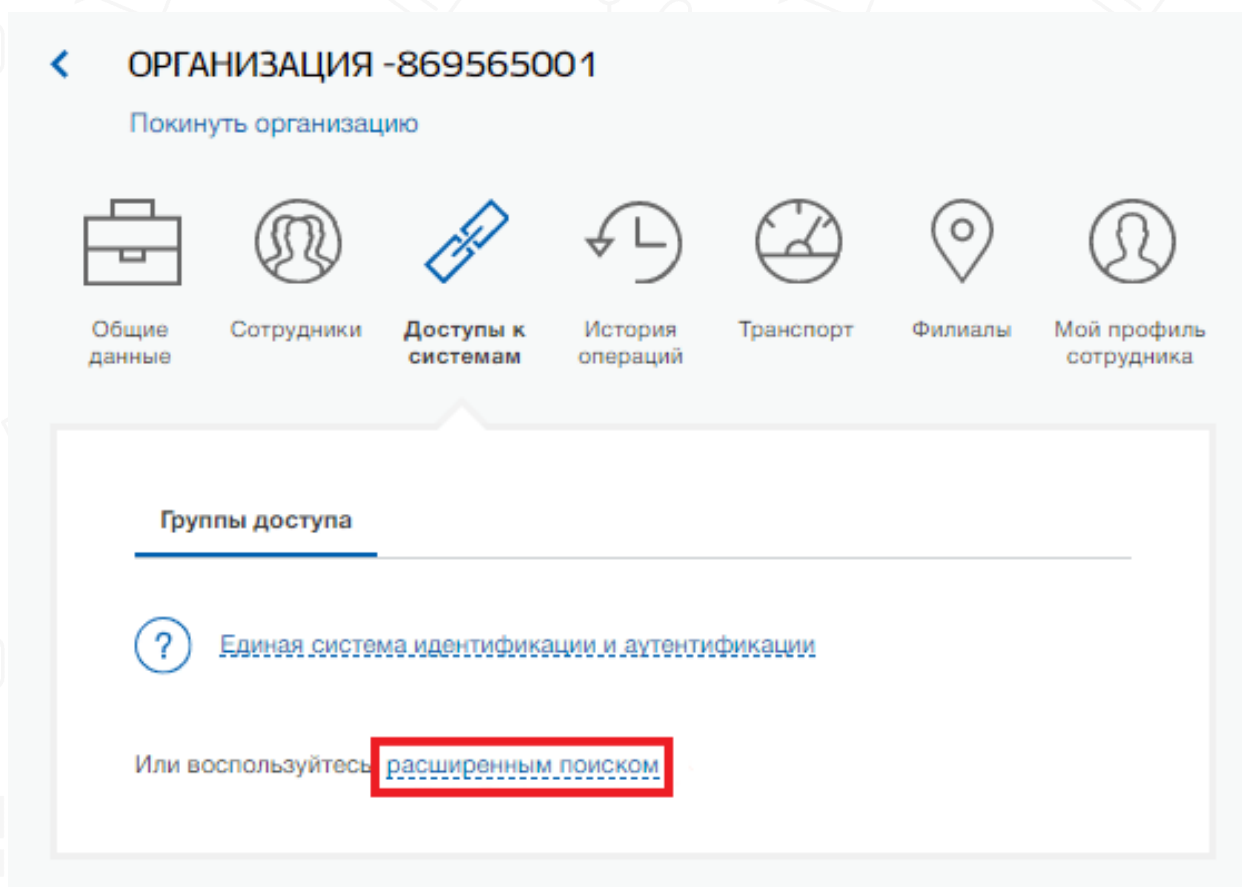 ОРГАНИЗАЦИЯ -869565001
Покинуть организацию
Общие данные
Сотрудники
Доступы к системам
История операций
Транспорт
Филиалы
Мой профиль сотрудника
Группы доступа
? Единая система идентификации и аутентификации
Или воспользуйтесь расширенным поиском